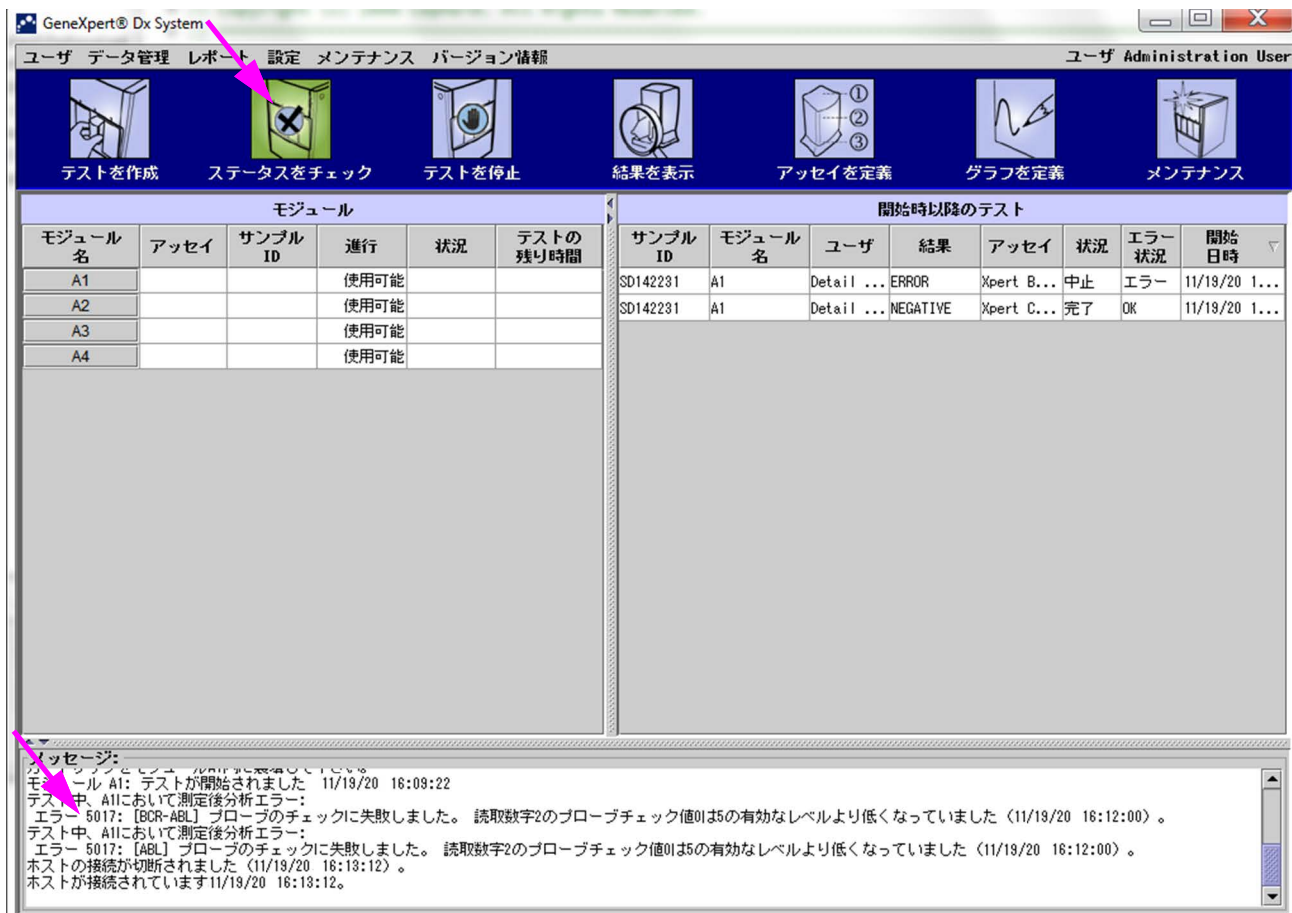 GeneXpert® Dx System
ユーザ データ管理 レポート 設定 メンテナンス バージョン情報 ユーザ Administration User
テストを作成 ステータスをチェック テストを停止 結果を表示 アッセイを定義 グラフを定義 メンテナンス
① ② ③
モジュール
モジュール名 アッセイ サンプルID 進行 状況 テストの残り時間
A1 使用可能
A2 使用可能
A3 使用可能
A4 使用可能
開始時以降のテスト
サンプルID モジュール名 ユーザ 結果 アッセイ 状況 エラー状況 開始日時
SD142231 A1 Detail ... ERROR Xpert B... 中止 エラー 11/19/20 1...
SD142231 A1 Detail ... NEGATIVE Xpert C... 完了 OK 11/19/20 1...
メッセージ:
モジュール A1: テストが開始されました 11/19/20 16:09:22
テスト中、A1において測定後分析エラー:
エラー 5017: [BCR-ABL] プローブのチェックに失敗しました。 読取数字2のプローブチェック値0は5の有効なレベルより低くなっていました (11/19/20 16:12:00) 。
テスト中、A1において測定後分析エラー:
エラー 5017: [ABL] プローブのチェックに失敗しました。 読取数字2のプローブチェック値0は5の有効なレベルより低くなっていました (11/19/20 16:12:00) 。
ホストの接続が切断されました (11/19/20 16:13:12) 。
ホストが接続されています11/19/20 16:13:12。